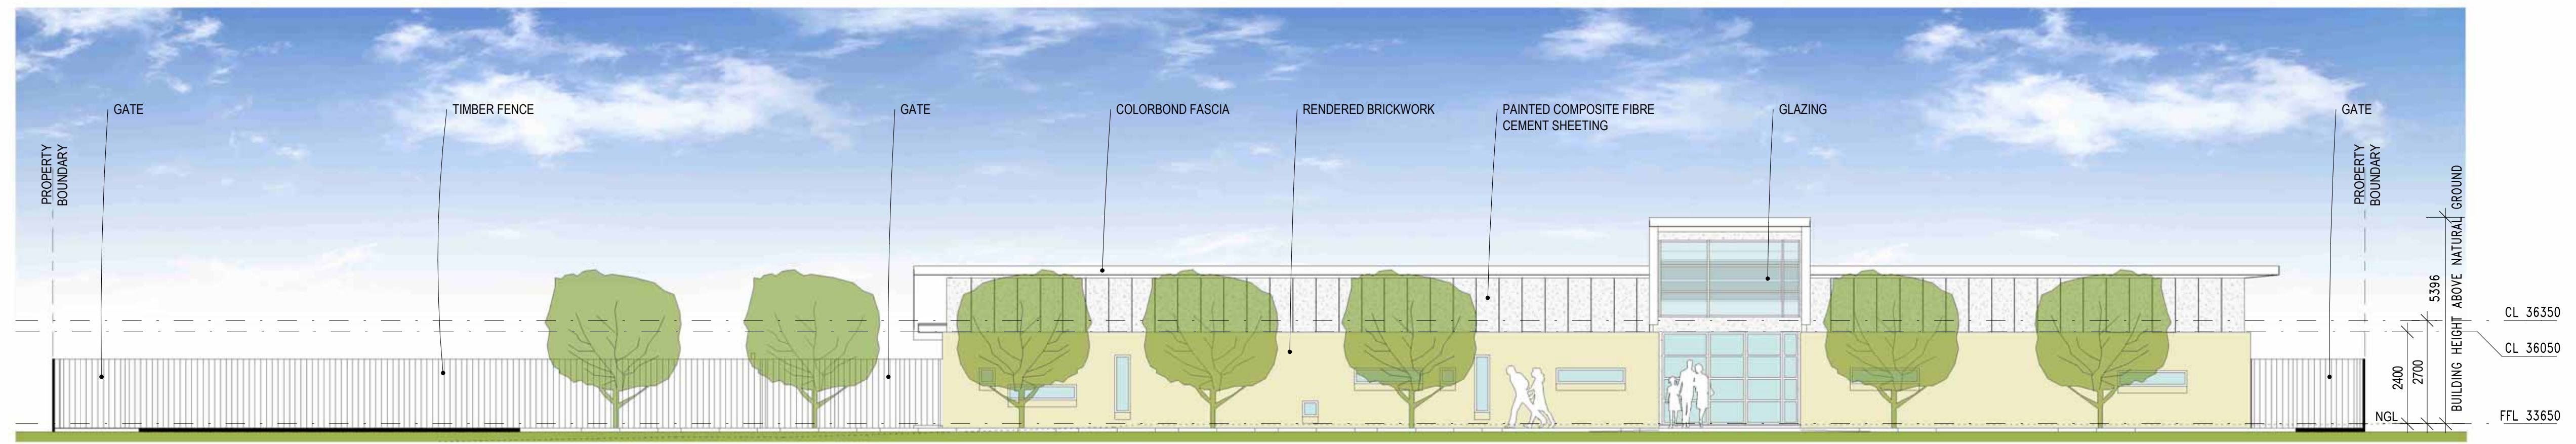 GATE
TIMBER FENCE
GATE
COLORBOND FASCIA
RENDERED BRICKWORK
PAINTED COMPOSITE FIBRE
CEMENT SHEETING
GLAZING
GATE
PROPERTY
BOUNDARY
PROPERTY
BOUNDARY
BUILDING HEIGHT ABOVE NATURAL GROUND
5396
2700
2400
CL 36350
CL 36050
NGL
FFL 33650